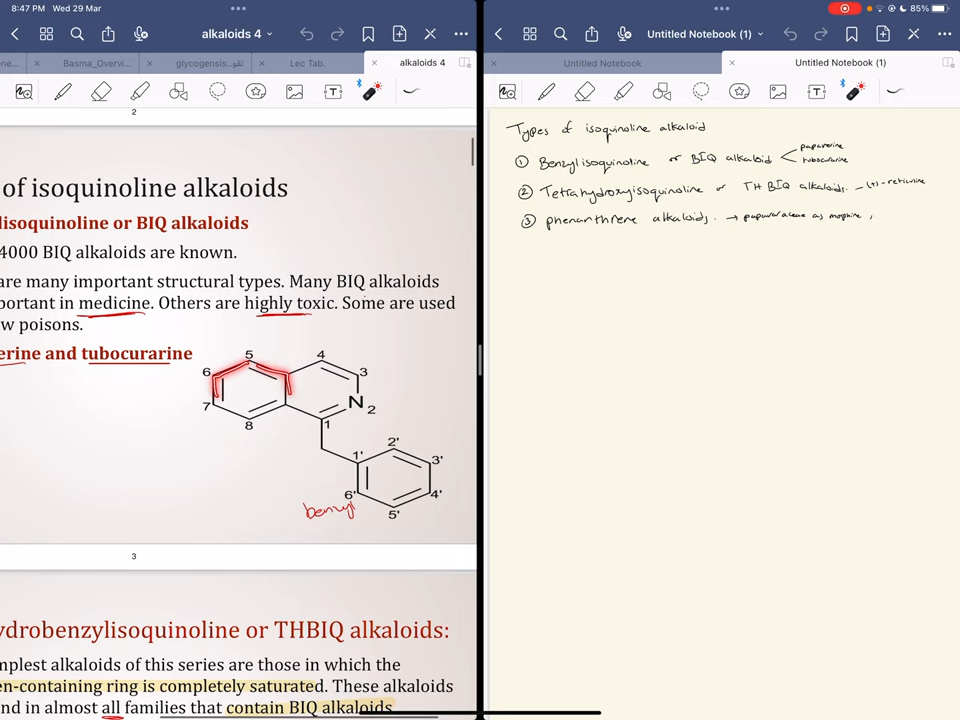 8:47 PM Wed 29 Mar
85%
alkaloids 4
Untitled Notebook (1)
Basma_Overvi...
Lec Tab.
alkaloids 4
Untitled Notebook
Untitled Notebook (1)
2
of isoquinoline alkaloids
lisoquinoline or BIQ alkaloids
4000 BIQ alkaloids are known.
are many important structural types. Many BIQ alkaloids
portant in medicine. Others are highly toxic. Some are used
w poisons.
erine and tubocurarine
5
4
6
3
7
N
2
8
1
1'
2'
3'
6'
4'
5'
benzyl
3
ydrobenzylisoquinoline or THBIQ alkaloids:
mplest alkaloids of this series are those in which the
en-containing ring is completely saturated. These alkaloids
nd in almost all families that contain BIQ alkaloids
Types of isoquinoline alkaloid
① Benzylisoquinoline or BIQ alkaloid < papaverine
tubocurarine
② Tetrahydroxyisoquinoline or THBIQ alkaloids. - (+)-reticuline
③ phenanthrene alkaloids. → as morphine,